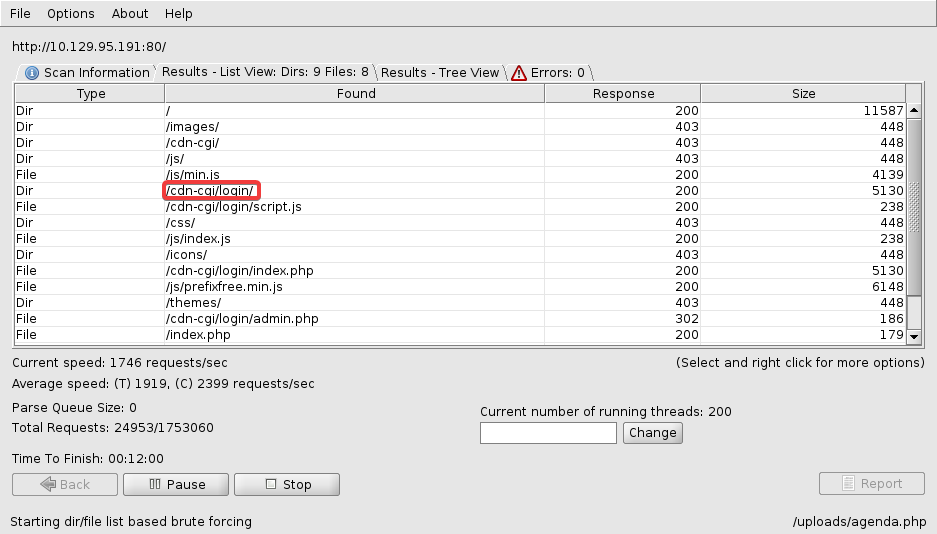 File Options About Help
http://10.129.95.191:80/
Scan Information Results - List View: Dirs: 9 Files: 8 Results - Tree View Errors: 0
Type Found Response Size
Dir / 200 11587
Dir /images/ 403 448
Dir /cdn-cgi/ 403 448
Dir /js/ 403 448
File /js/min.js 200 4139
Dir /cdn-cgi/login/ 200 5130
File /cdn-cgi/login/script.js 200 238
Dir /css/ 403 448
File /js/index.js 200 238
Dir /icons/ 403 448
File /cdn-cgi/login/index.php 200 5130
File /js/prefixfree.min.js 200 6148
Dir /themes/ 403 448
File /cdn-cgi/login/admin.php 302 186
File /index.php 200 179
Current speed: 1746 requests/sec (Select and right click for more options)
Average speed: (T) 1919, (C) 2399 requests/sec
Parse Queue Size: 0
Current number of running threads: 200
Total Requests: 24953/1753060
Change
Time To Finish: 00:12:00
Back Pause Stop Report
Starting dir/file list based brute forcing /uploads/agenda.php